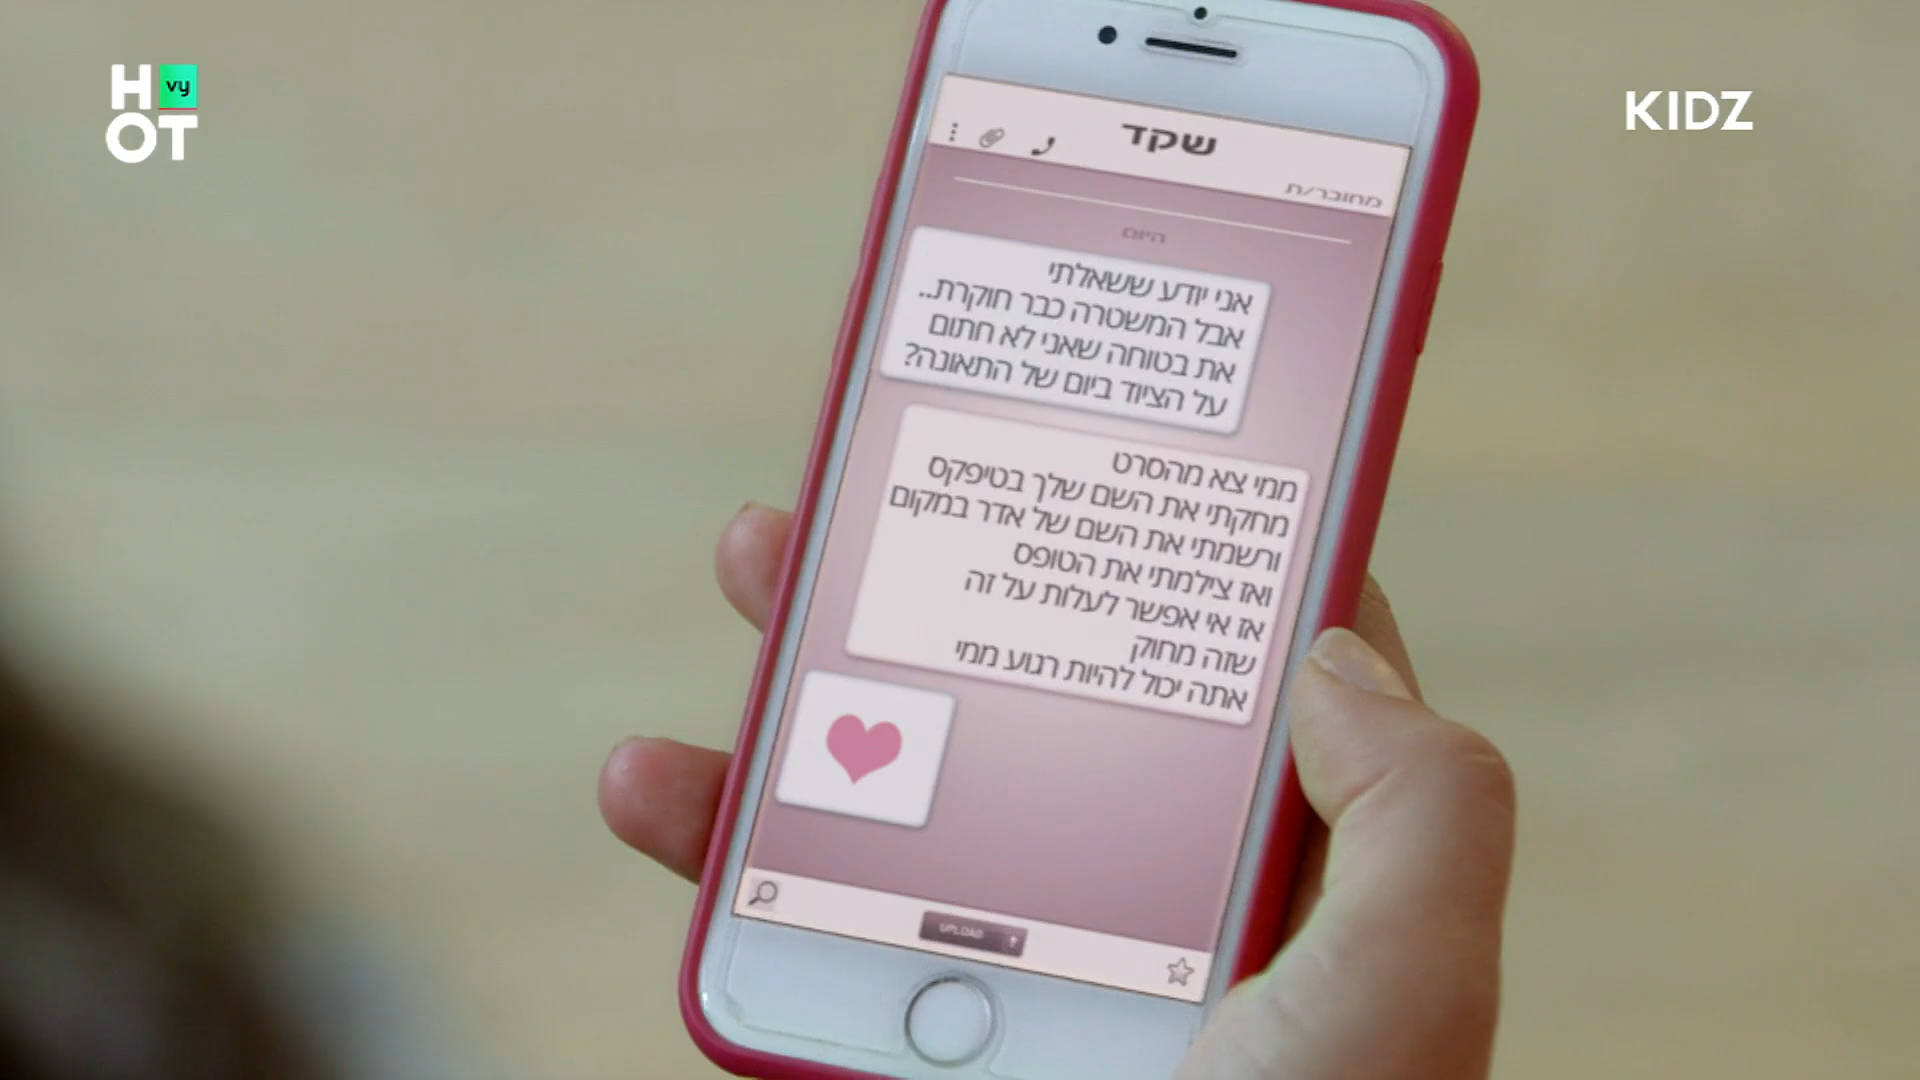 HOT
vy
KIDZ
שקד
מחובר/ת
היום
אני יודע ששאלתי
אבל המשטרה כבר חוקרת..
את בטוחה שאני לא חתום
על הציוד ביום של התאונה?
ממי צא מהסרט
מחקתי את השם שלך בטיפקס
ורשמתי את השם של אדר במקום
ואז צילמתי את הטופס
אז אי אפשר לעלות על זה
שזה מחוק
אתה יכול להיות רגוע ממי
UPLOAD